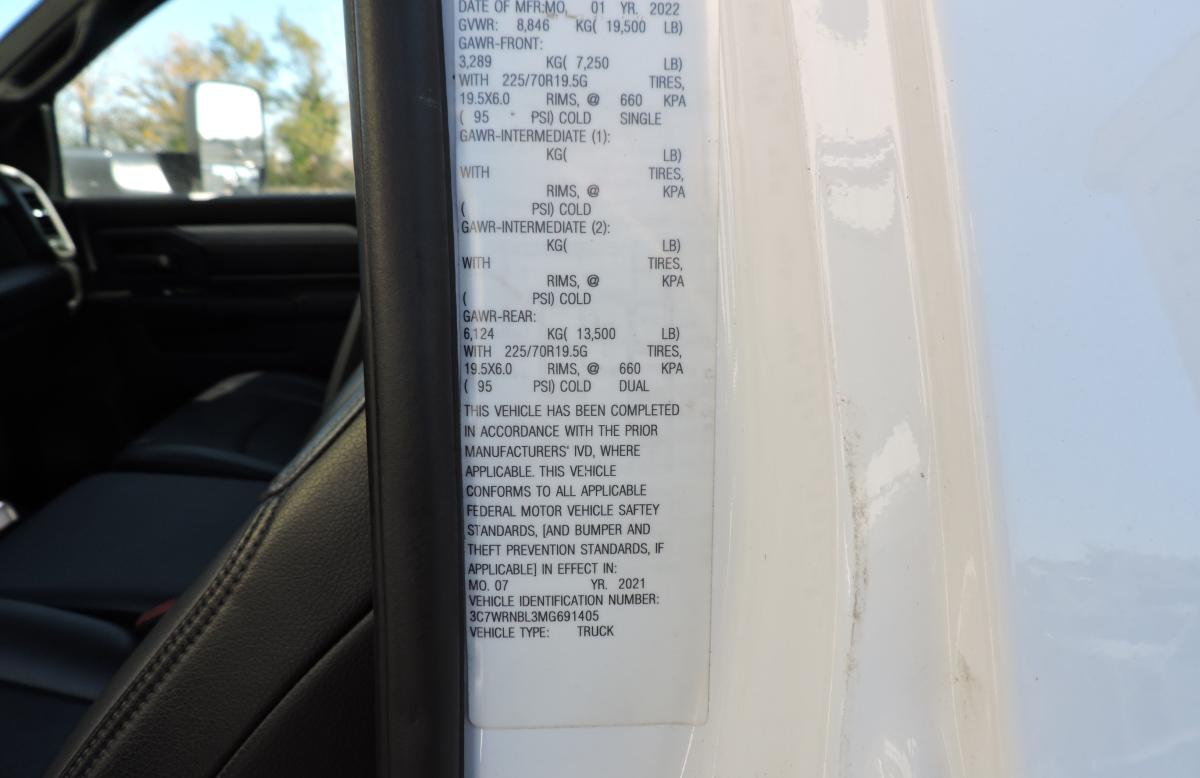 DATE OF MFR:MO. 01 YR. 2022
GVWR: 8,846 KG( 19,500 LB)
GAWR-FRONT:
3,289 KG( 7,250 LB)
WITH 225/70R19.5G TIRES,
19.5X6.0 RIMS, @ 660 KPA
( 95 PSI) COLD SINGLE
GAWR-INTERMEDIATE (1):
KG( LB)
WITH TIRES,
RIMS, @ KPA
( PSI) COLD
GAWR-INTERMEDIATE (2):
KG( LB)
WITH TIRES,
RIMS, @ KPA
( PSI) COLD
GAWR-REAR:
6,124 KG( 13,500 LB)
WITH 225/70R19.5G TIRES,
19.5X6.0 RIMS, @ 660 KPA
( 95 PSI) COLD DUAL
THIS VEHICLE HAS BEEN COMPLETED
IN ACCORDANCE WITH THE PRIOR
MANUFACTURERS' IVD, WHERE
APPLICABLE. THIS VEHICLE
CONFORMS TO ALL APPLICABLE
FEDERAL MOTOR VEHICLE SAFTEY
STANDARDS, [AND BUMPER AND
THEFT PREVENTION STANDARDS, IF
APPLICABLE] IN EFFECT IN:
MO. 07 YR. 2021
VEHICLE IDENTIFICATION NUMBER:
3C7WRNBL3MG691405
VEHICLE TYPE: TRUCK